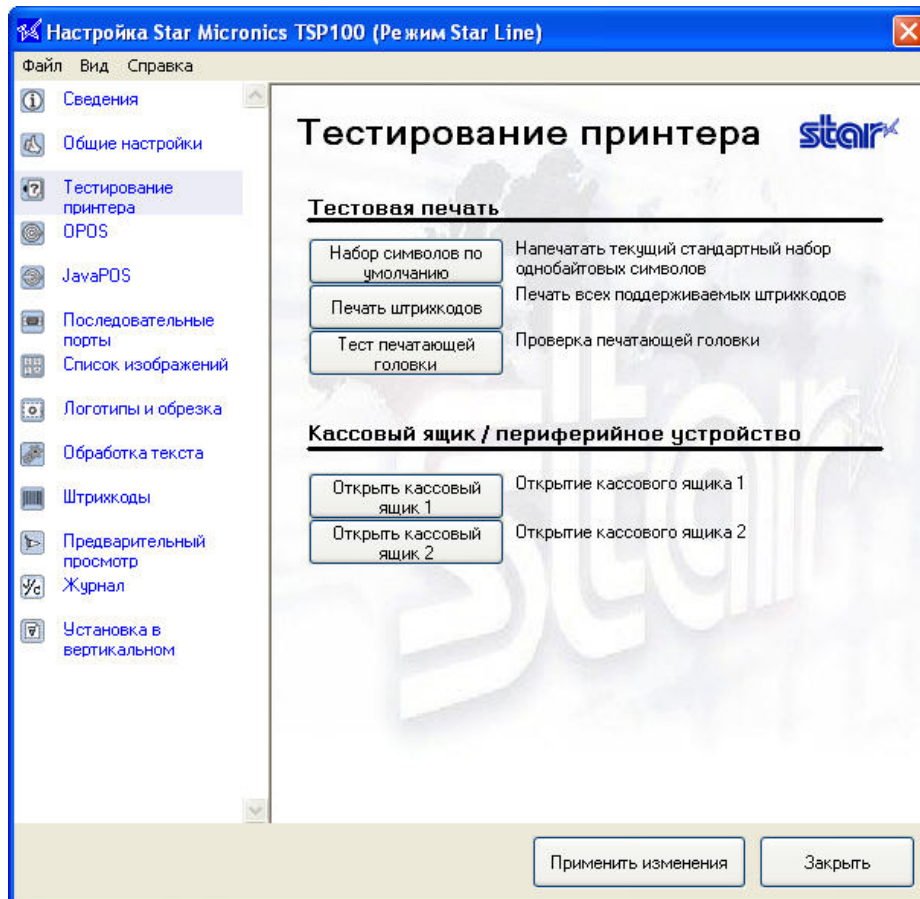 Настройка Star Micronics TSP100 (Режим Star Line)
Файл Вид Справка
Сведения
Общие настройки
Тестирование
принтера
OPOS
JavaPOS
Последовательные
порты
Список изображений
Логотипы и обрезка
Обработка текста
Штрихкоды
Предварительный
просмотр
Журнал
Установка в
вертикальном
Тестирование принтера
star
Тестовая печать
Набор символов по
умолчанию
Напечатать текущий стандартный набор
однобайтовых символов
Печать штрихкодов
Печать всех поддерживаемых штрихкодов
Тест печатающей
головки
Проверка печатающей головки
Кассовый ящик / периферийное устройство
Открыть кассовый
ящик 1
Открытие кассового ящика 1
Открыть кассовый
ящик 2
Открытие кассового ящика 2
star
Применить изменения
Закрыть